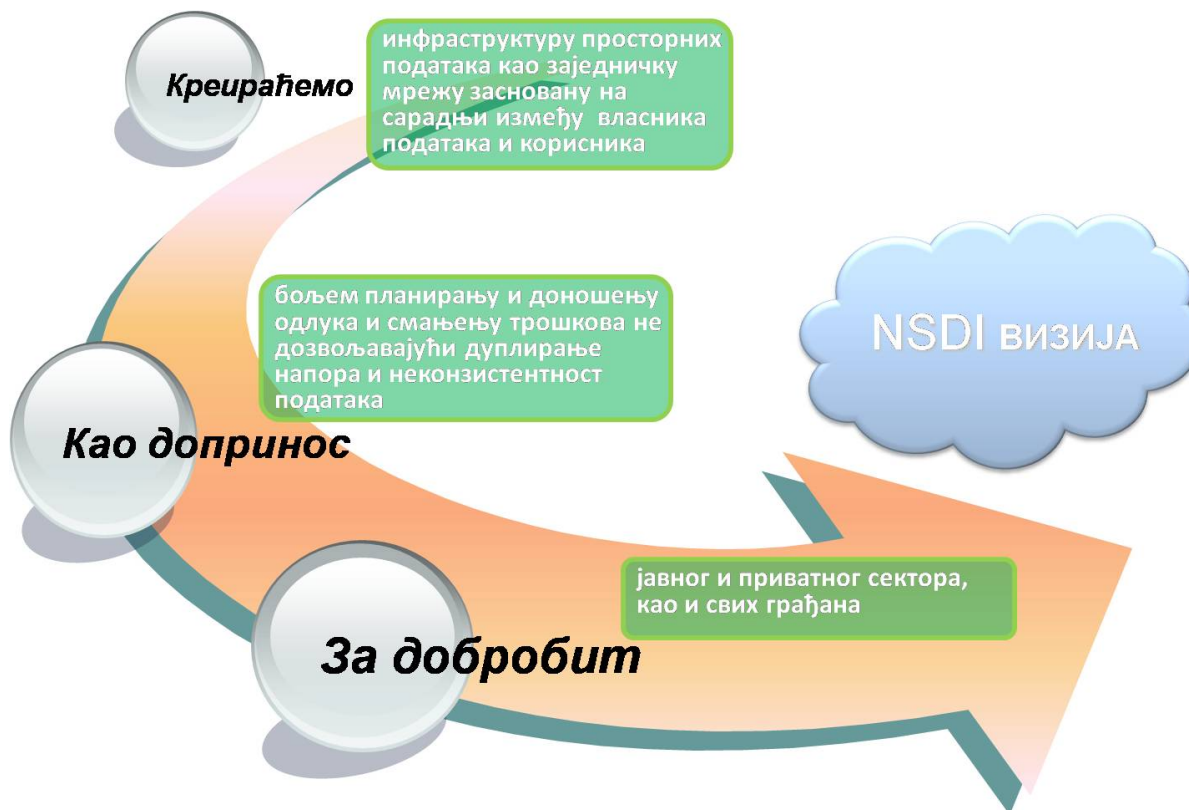 Креираћемо
инфраструктуру просторних
података као заједничку
мрежу засновану на
сарадњи између власника
података и корисника
Као допринос
бољем планирању и доношењу
одлука и смањењу трошкова не
дозвољавајући дуплирање
напора и неконзистентност
података
За добробит
јавног и приватног сектора,
као и свих грађана
NSDI ВИЗИЈА